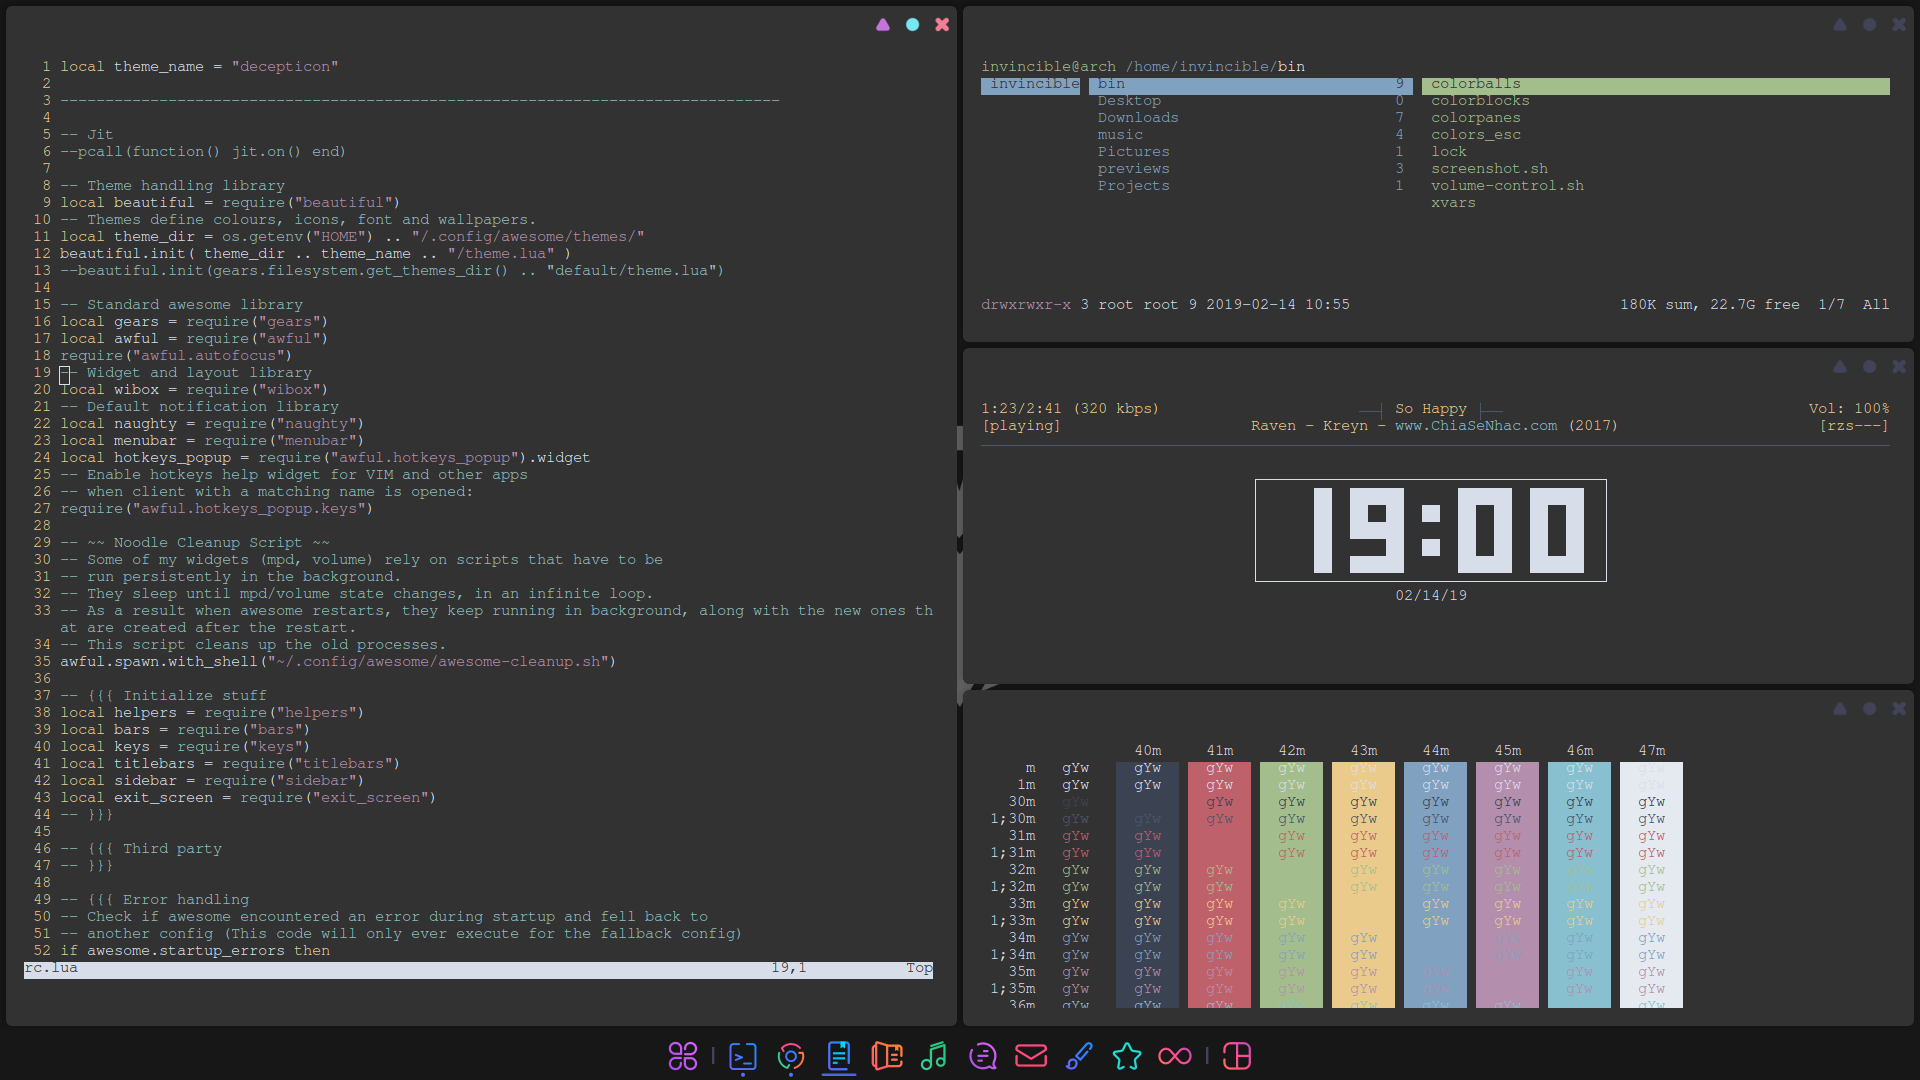 1 local theme_name = "decepticon"
2
3 --------------------------------------------------------------------------------
4
5 -- Jit
6 --pcall(function() jit.on() end)
7
8 -- Theme handling library
9 local beautiful = require("beautiful")
10 -- Themes define colours, icons, font and wallpapers.
11 local theme_dir = os.getenv("HOME") .. "/.config/awesome/themes/"
12 beautiful.init( theme_dir .. theme_name .. "/theme.lua" )
13 --beautiful.init(gears.filesystem.get_themes_dir() .. "default/theme.lua")
14
15 -- Standard awesome library
16 local gears = require("gears")
17 local awful = require("awful")
18 require("awful.autofocus")
19 -- Widget and layout library
20 local wibox = require("wibox")
21 -- Default notification library
22 local naughty = require("naughty")
23 local menubar = require("menubar")
24 local hotkeys_popup = require("awful.hotkeys_popup").widget
25 -- Enable hotkeys help widget for VIM and other apps
26 -- when client with a matching name is opened:
27 require("awful.hotkeys_popup.keys")
28
29 -- ~~ Noodle Cleanup Script ~~
30 -- Some of my widgets (mpd, volume) rely on scripts that have to be
31 -- run persistently in the background.
32 -- They sleep until mpd/volume state changes, in an infinite loop.
33 -- As a result when awesome restarts, they keep running in background, along with the new ones th
at are created after the restart.
34 -- This script cleans up the old processes.
35 awful.spawn.with_shell("~/.config/awesome/awesome-cleanup.sh")
36
37 -- {{{ Initialize stuff
38 local helpers = require("helpers")
39 local bars = require("bars")
40 local keys = require("keys")
41 local titlebars = require("titlebars")
42 local sidebar = require("sidebar")
43 local exit_screen = require("exit_screen")
44 -- }}}
45
46 -- {{{ Third party
47 -- }}}
48
49 -- {{{ Error handling
50 -- Check if awesome encountered an error during startup and fell back to
51 -- another config (This code will only ever execute for the fallback config)
52 if awesome.startup_errors then
rc.lua 19,1 Top
invincible@arch /home/invincible/bin
invincible bin 9 colorballs
Desktop 0 colorblocks
Downloads 7 colorpanes
music 4 colors_esc
Pictures 1 lock
previews 3 screenshot.sh
Projects 1 volume-control.sh
xvars
drwxrwxr-x 3 root root 9 2019-02-14 10:55 180K sum, 22.7G free 1/7 All
1:23/2:41 (320 kbps) So Happy Vol: 100%
[playing] Raven - Kreyn - www.ChiaSeNhac.com (2017) [rzs---]
19:00
02/14/19
40m 41m 42m 43m 44m 45m 46m 47m
m gYw gYw gYw gYw gYw gYw gYw gYw
1m gYw gYw gYw gYw gYw gYw gYw gYw
30m gYw gYw gYw gYw gYw gYw gYw gYw
1;30m gYw gYw gYw gYw gYw gYw gYw gYw gYw
31m gYw gYw gYw gYw gYw gYw gYw gYw
1;31m gYw gYw gYw gYw gYw gYw gYw gYw
32m gYw gYw gYw gYw gYw gYw gYw
1;32m gYw gYw gYw gYw gYw gYw gYw
33m gYw gYw gYw gYw gYw gYw gYw gYw
1;33m gYw gYw gYw gYw gYw gYw gYw gYw
34m gYw gYw gYw gYw gYw gYw gYw
1;34m gYw gYw gYw gYw gYw gYw gYw gYw
35m gYw gYw gYw gYw gYw gYw gYw gYw
1;35m gYw gYw gYw gYw gYw gYw gYw gYw
36m gYw gYw gYw gYw gYw gYw gYw gYw